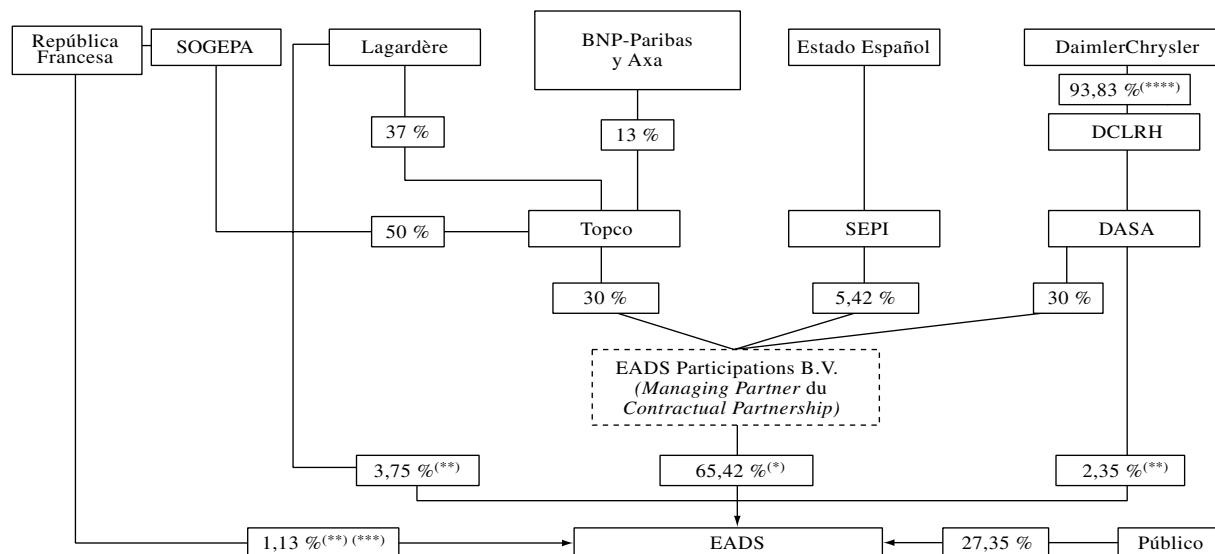 República
Francesa
SOGEPA
Lagardère
BNP-Paribas
y Axa
Estado Español
DaimlerChrysler
93,83 %(****)
37 %
13 %
DCLRH
50 %
Topco
SEPI
DASA
30 %
5,42 %
30 %
EADS Participations B.V.
(Managing Partner du
Contractual Partnership)
3,75 %(**)
65,42 %(*)
2,35 %(**)
1,13 %(**) (***)
EADS
27,35 %
Público